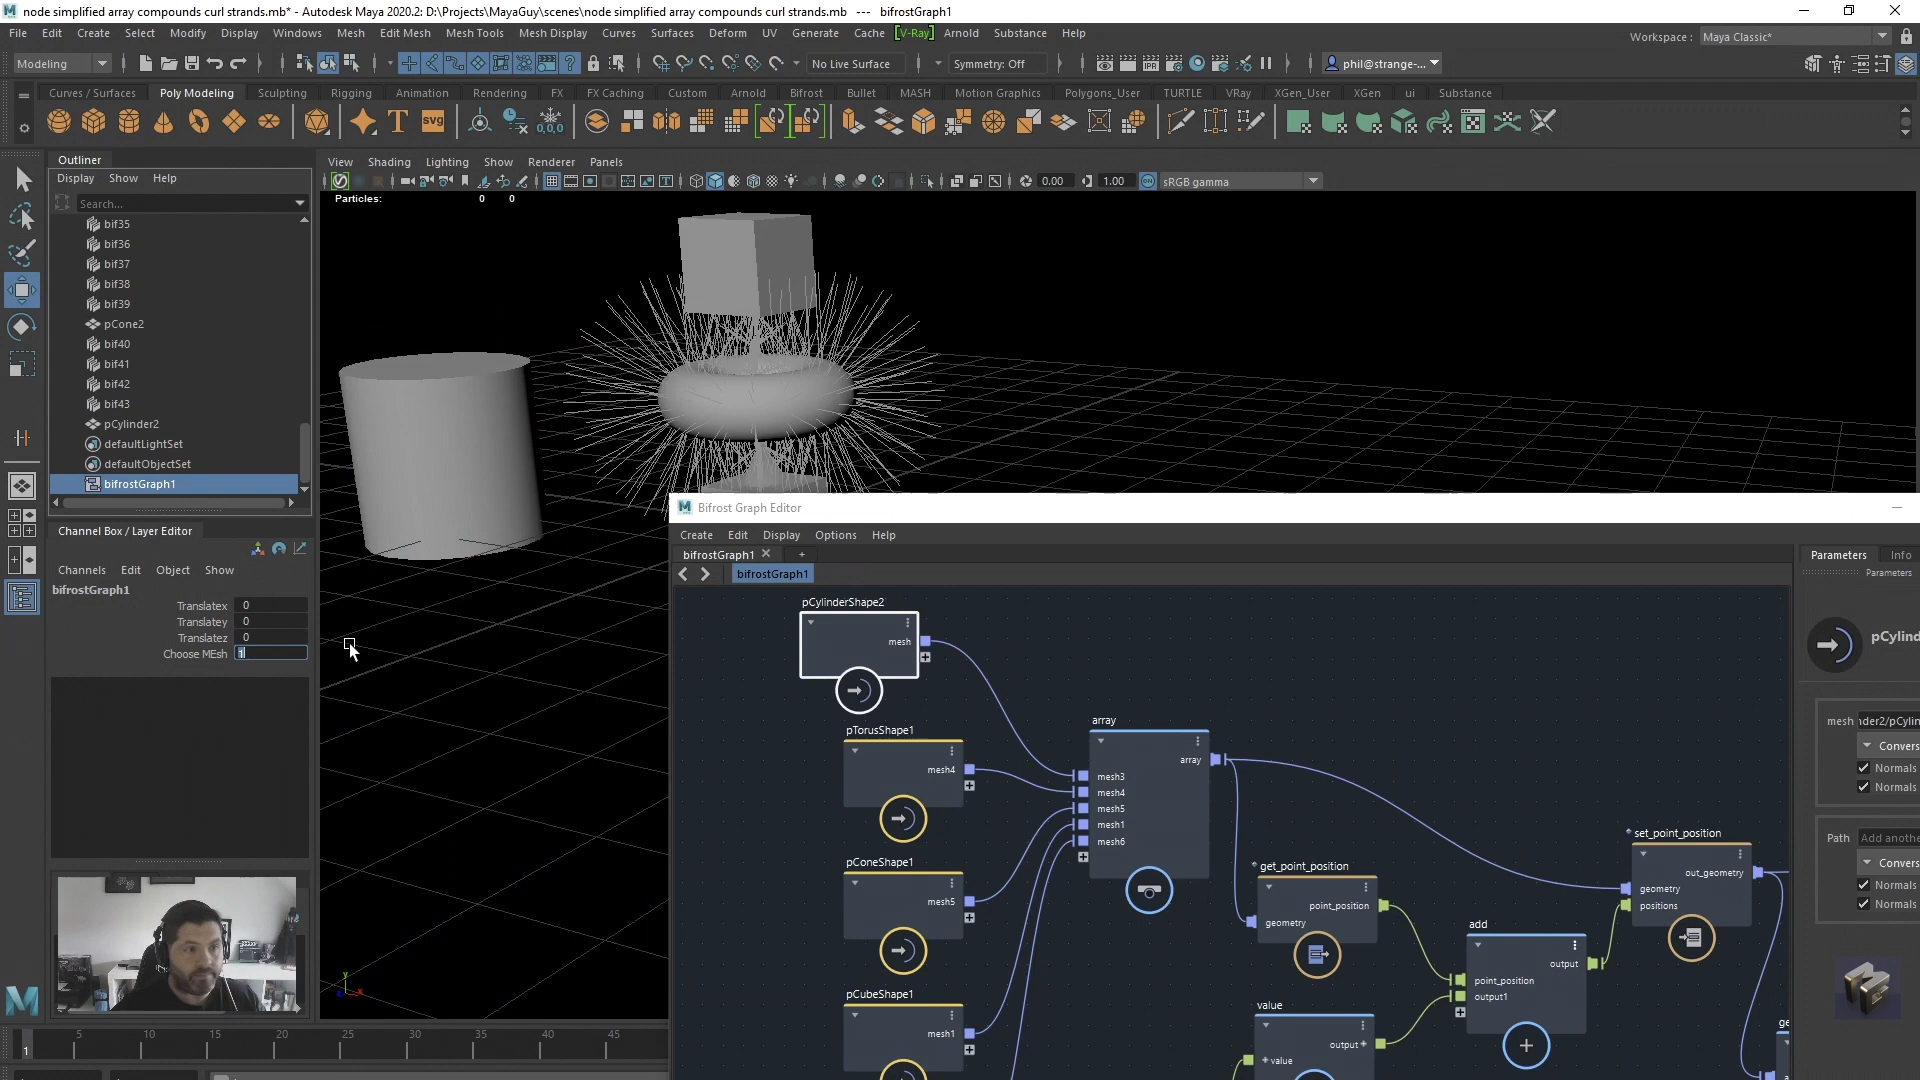 node simplified array compounds curl strands.mb* - Autodesk Maya 2020.2: D:\Projects\MayaGuy\scenes\node simplified array compounds curl strands.mb   ---   bifrostGraph1
File Edit Create Select Modify Display Windows Mesh Edit Mesh Mesh Tools Mesh Display Curves Surfaces Deform UV Generate Cache [V-Ray] Arnold Substance Help
Workspace : Maya Classic*
Modeling
No Live Surface
Symmetry: Off
phil@strange-...
Curves / Surfaces Poly Modeling Sculpting Rigging Animation Rendering FX FX Caching Custom Arnold Bifrost Bullet MASH Motion Graphics Polygons_User TURTLE VRay XGen_User XGen ui Substance
T svg 0,0,0
Outliner
Display Show Help
Search...
bif35
bif36
bif37
bif38
bif39
pCone2
bif40
bif41
bif42
bif43
pCylinder2
defaultLightSet
defaultObjectSet
bifrostGraph1
View Shading Lighting Show Renderer Panels
0.00
1.00
sRGB gamma
Particles: 0 0
Channel Box / Layer Editor
Channels Edit Object Show
bifrostGraph1
Translatex 0
Translatey 0
Translatez 0
Choose MEsh 1
Bifrost Graph Editor
Create Edit Display Options Help
bifrostGraph1
bifrostGraph1
pCylinderShape2
mesh
pTorusShape1
mesh4
pConeShape1
mesh5
pCubeShape1
mesh1
array
array
mesh3
mesh4
mesh5
mesh1
mesh6
get_point_position
point_position
geometry
value
output
value
add
output
point_position
output1
set_point_position
out_geometry
geometry
positions
ge
Parameters Info
Parameters
pCylind
mesh nder2/pCylin
Convers
Normals
Normals
Path Add anothe
Convers
Normals
Normals
y
x
5 10 15 20 25 30 35 40 45
1